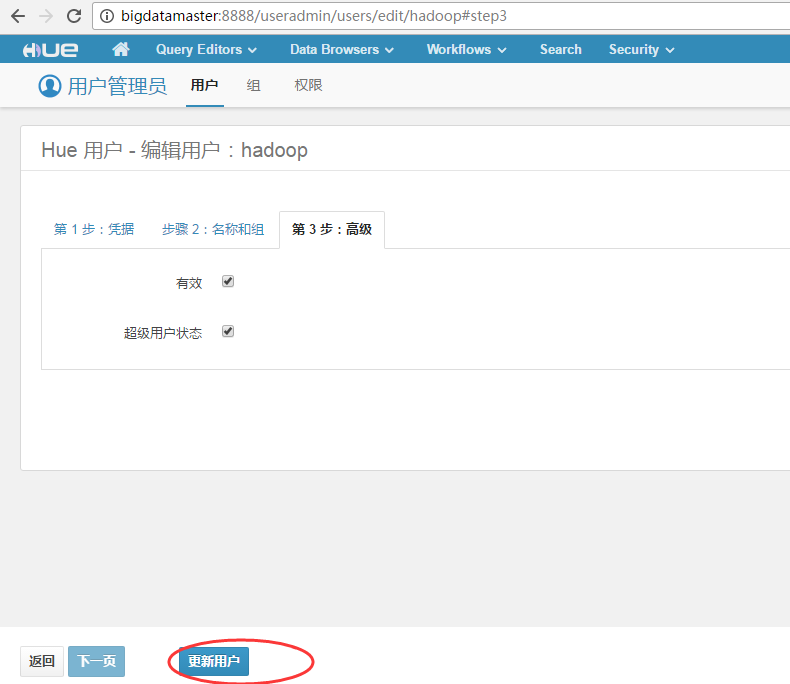 bigdatamaster:8888/useradmin/users/edit/hadoop#step3
HUE Query Editors Data Browsers Workflows Search Security
用户管理员 用户 组 权限
Hue 用户 - 编辑用户：hadoop
第 1 步：凭据 步骤 2：名称和组 第 3 步：高级
有效
超级用户状态
返回 下一页 更新用户